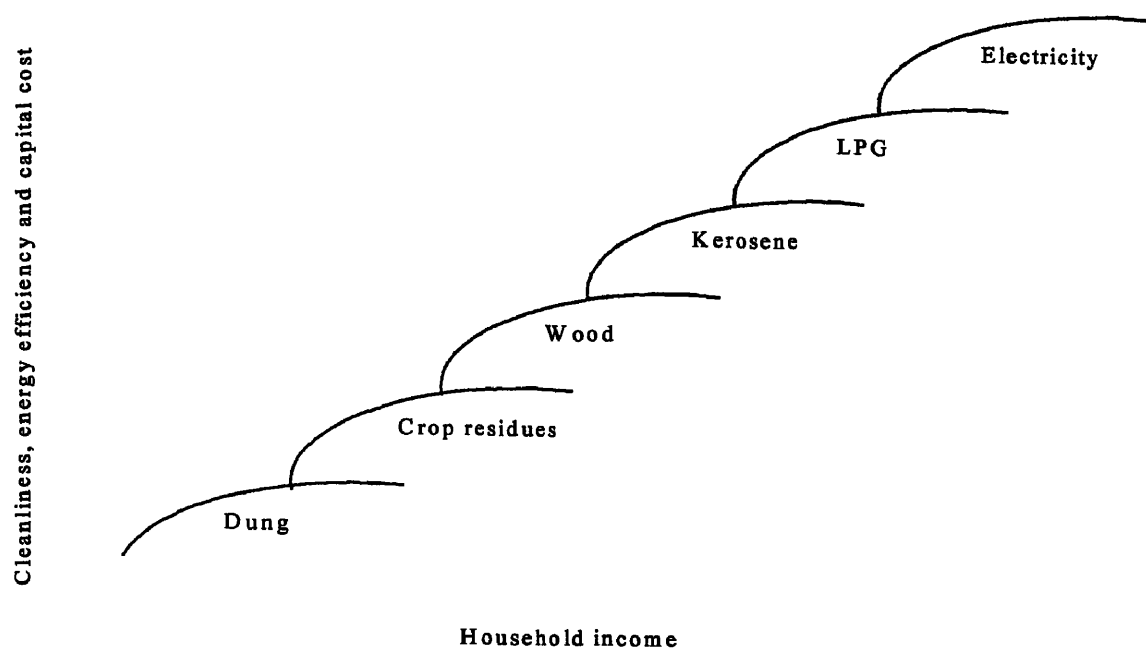 Cleanliness, energy efficiency and capital cost
Electricity
LPG
Kerosene
Wood
Crop residues
Dung
Household income